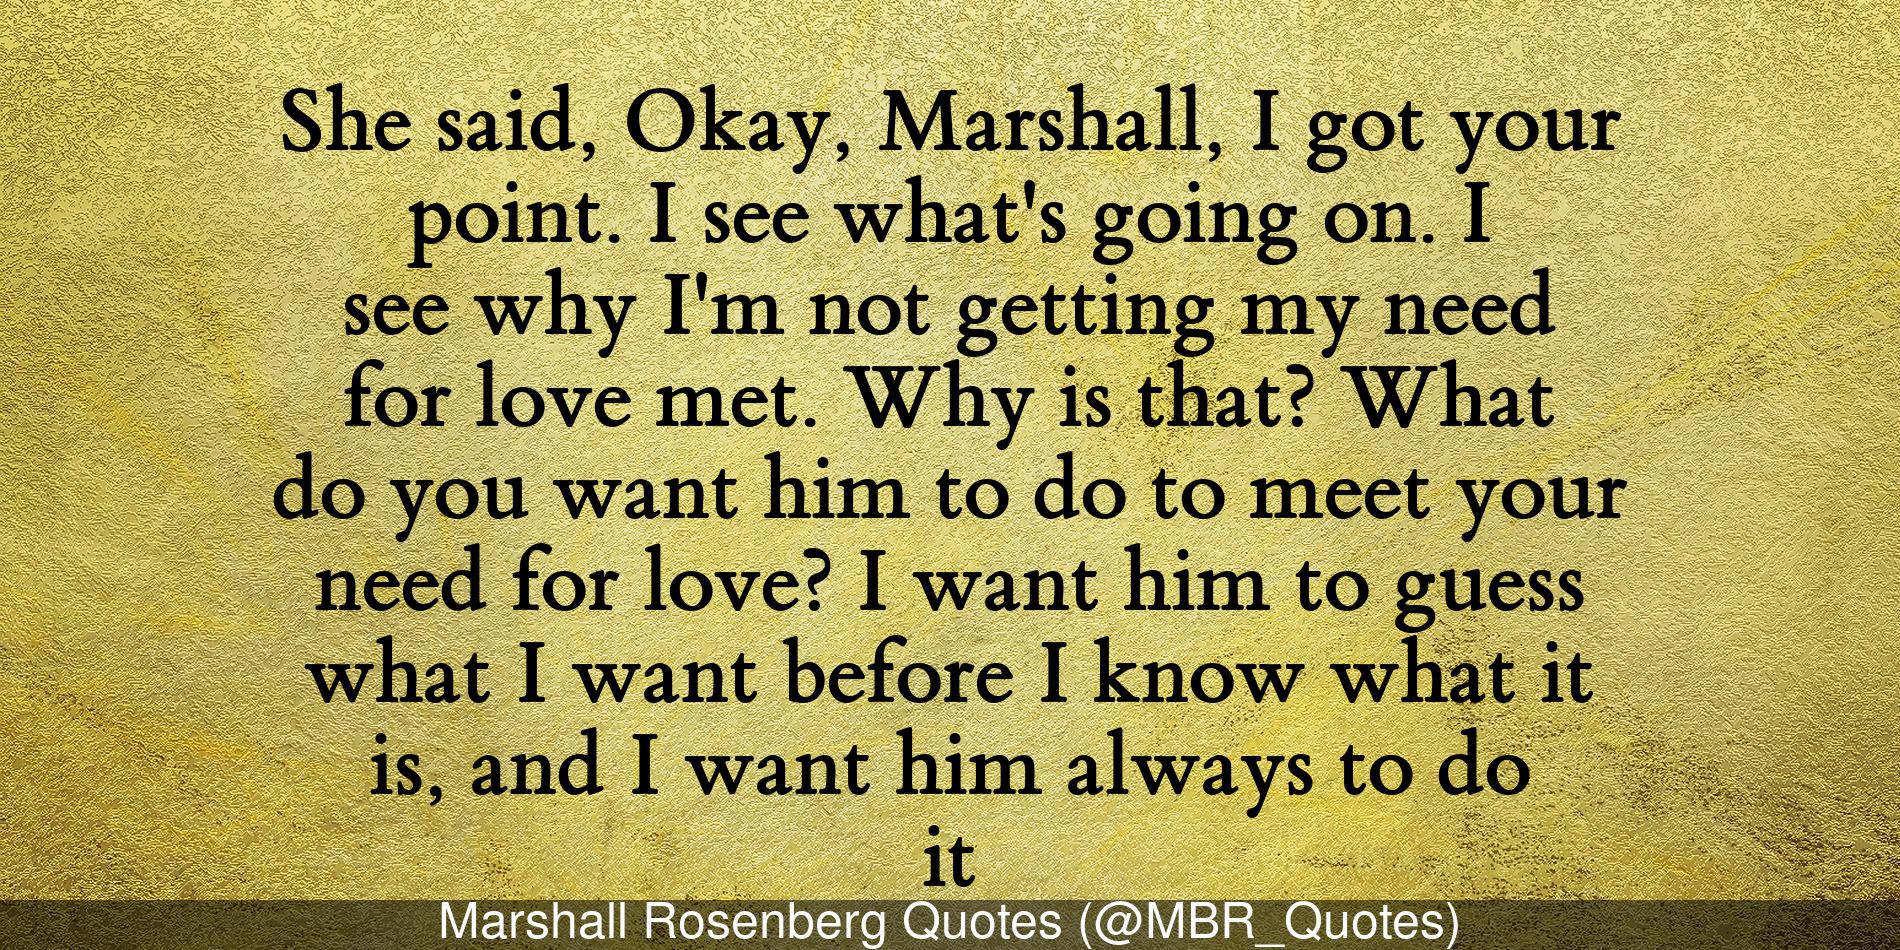 She said, Okay, Marshall, I got your
point. I see what's going on. I
see why I'm not getting my need
for love met. Why is that? What
do you want him to do to meet your
need for love? I want him to guess
what I want before I know what it
is, and I want him always to do
it
Marshall Rosenberg Quotes (@MBR_Quotes)